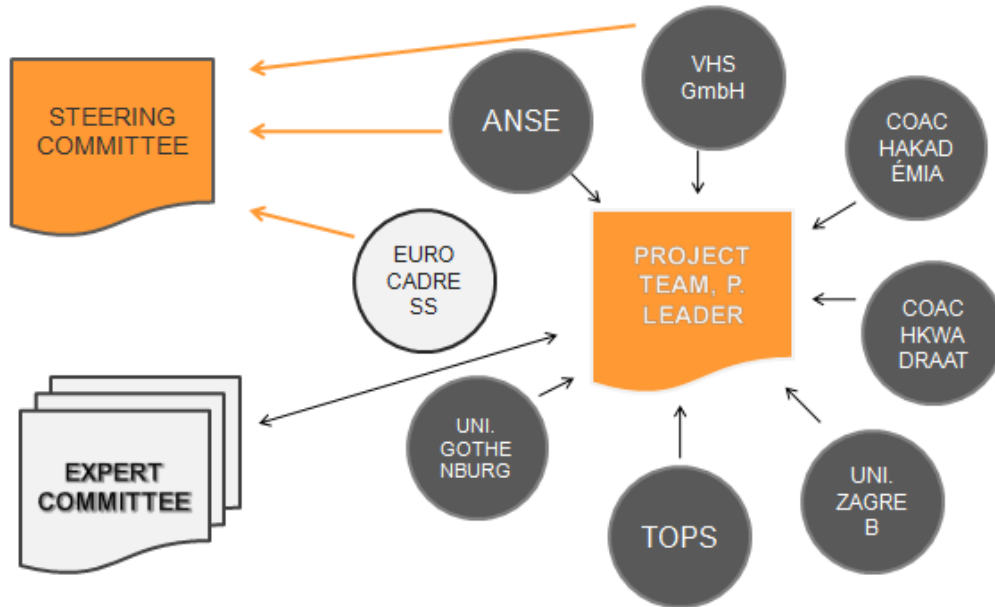 STEERING
COMMITTEE
ANSE
VHS
GmbH
COAC
HAKAD
ÉMIA
EURO
CADRE
SS
PROJECT
TEAM, P.
LEADER
COAC
HKWA
DRAAT
EXPERT
COMMITTEE
UNI.
GOTHE
NBURG
TOPS
UNI.
ZAGRE
B